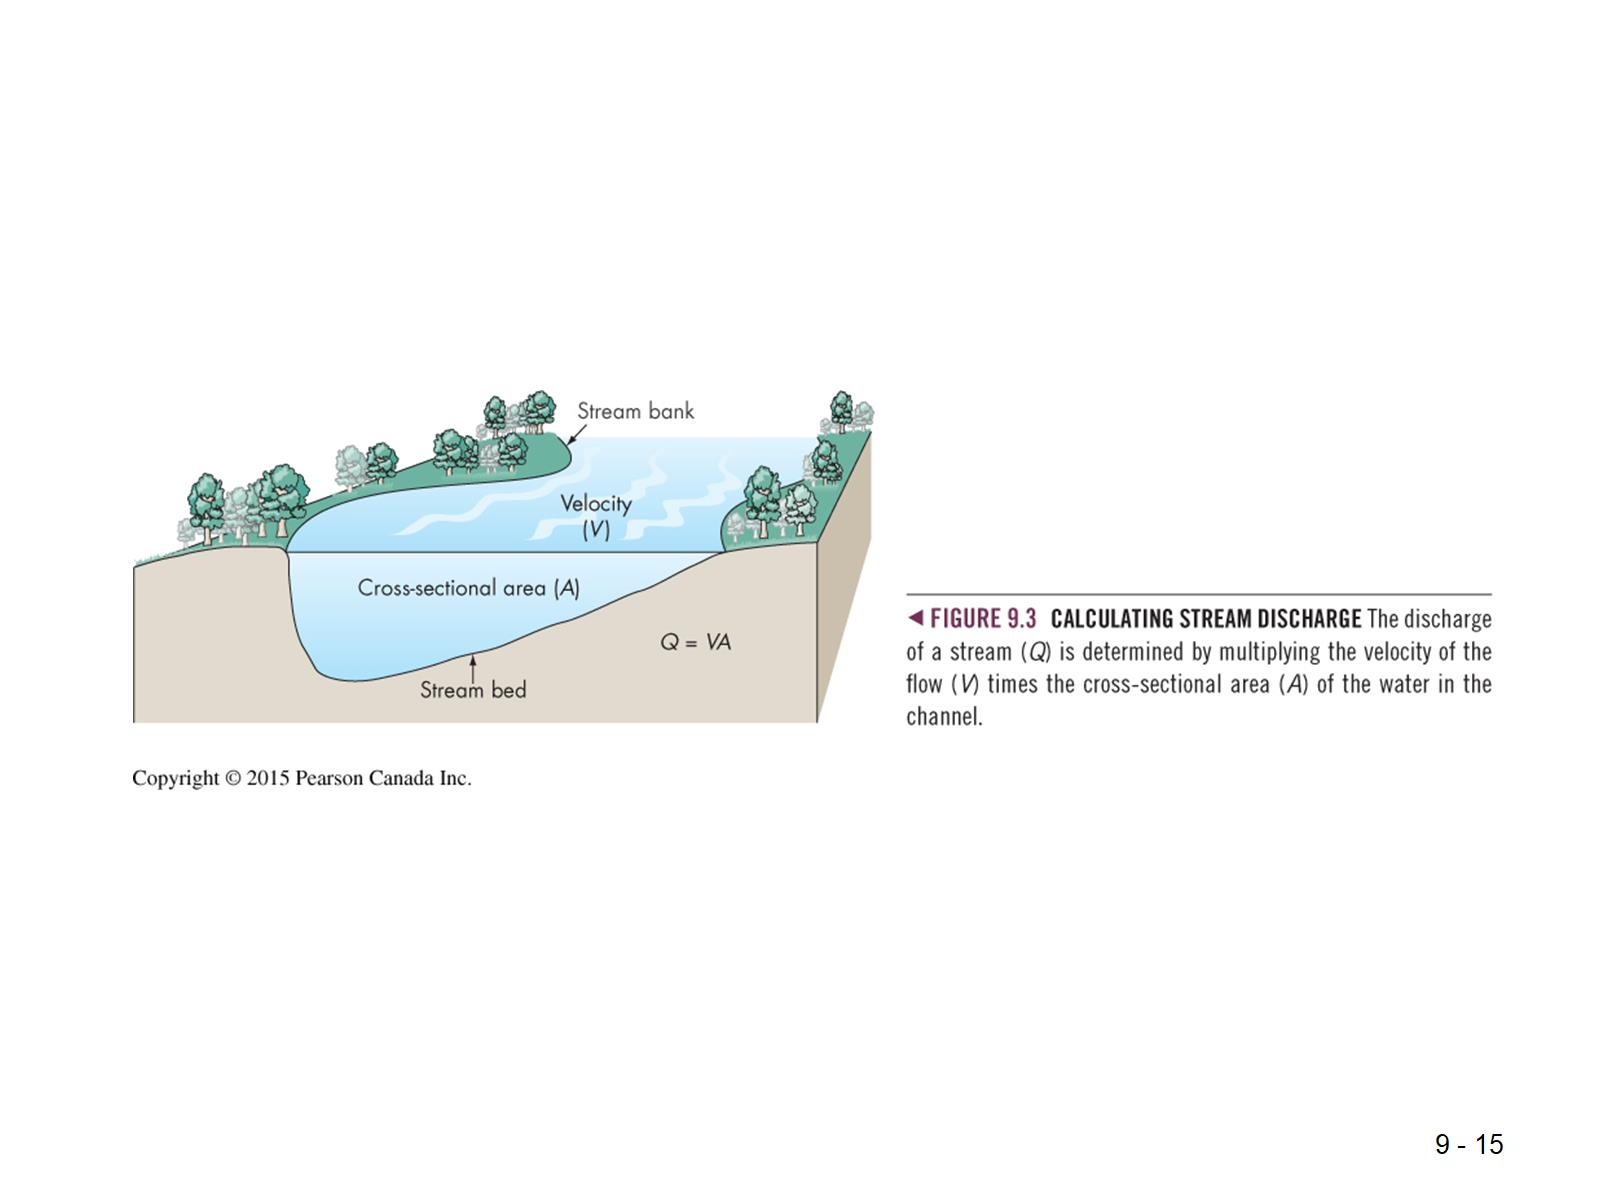 Stream bank
Velocity
(V)
Cross-sectional area (A)
Q = VA
Stream bed
◄ FIGURE 9.3 CALCULATING STREAM DISCHARGE The discharge
of a stream (Q) is determined by multiplying the velocity of the
flow (V) times the cross-sectional area (A) of the water in the
channel.
Copyright © 2015 Pearson Canada Inc.
9 - 15